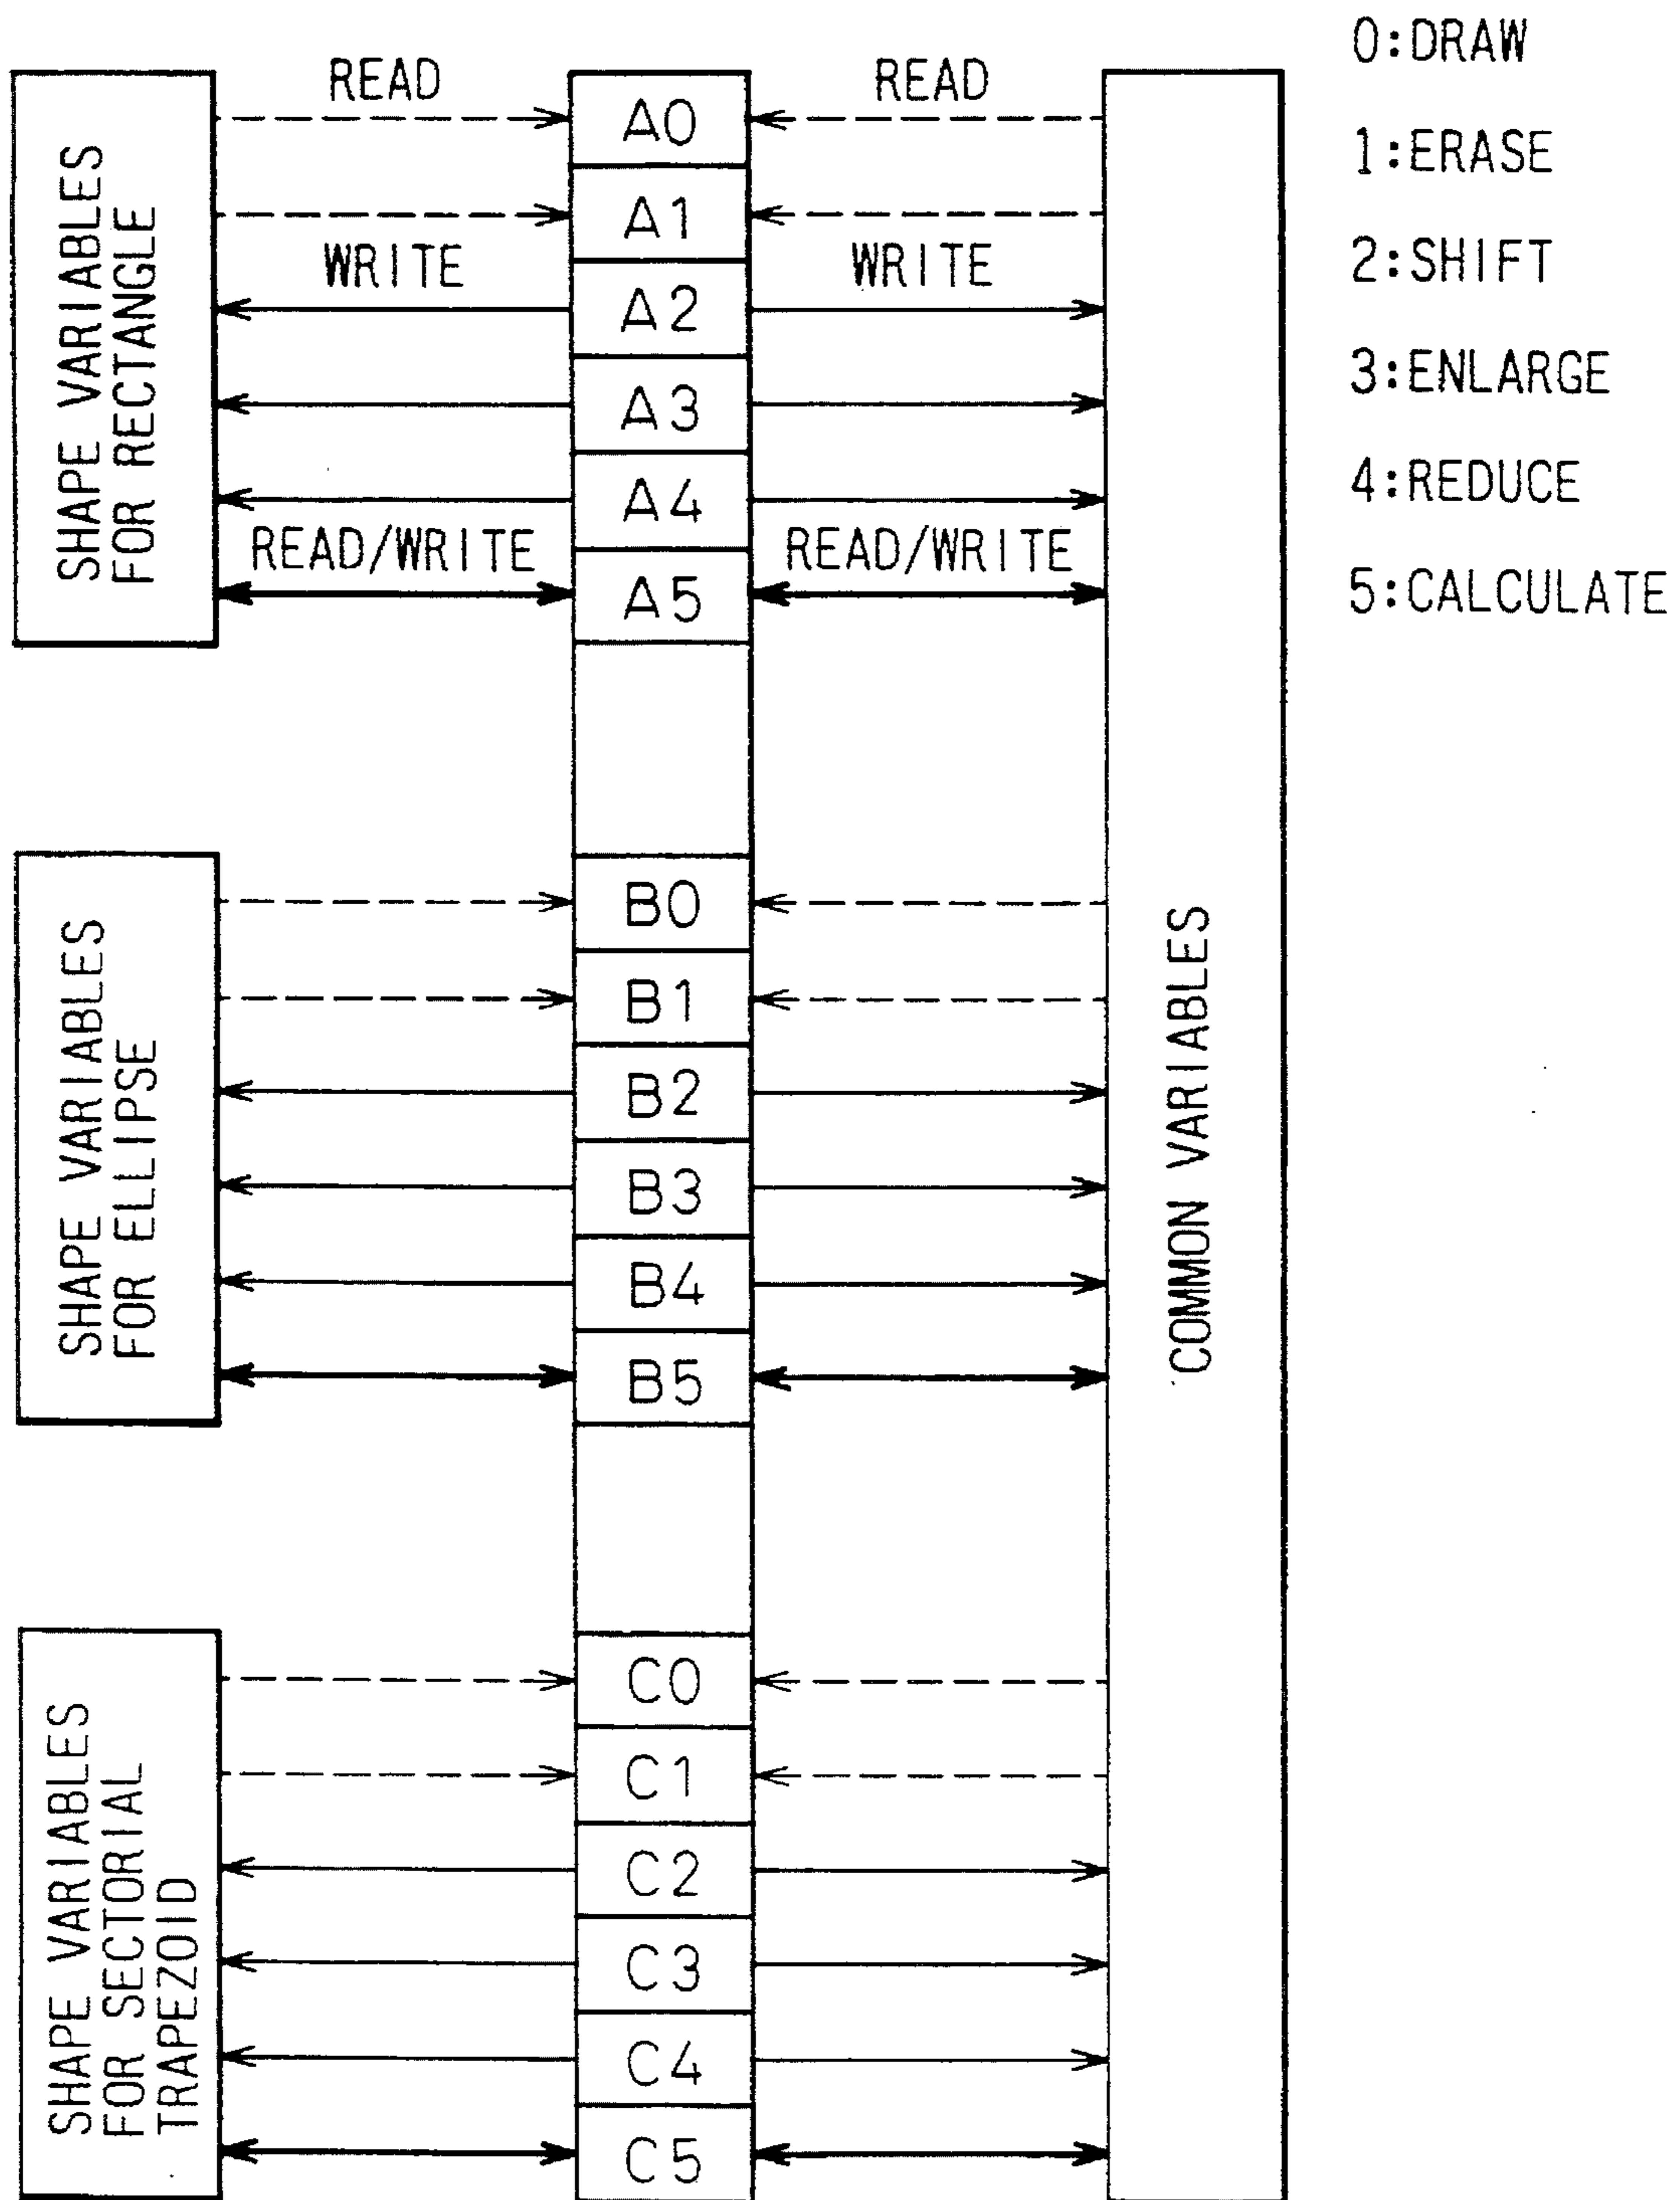 0:DRAW
1:ERASE
2:SHIFT
3:ENLARGE
4:REDUCE
5:CALCULATE
SHAPE VARIABLES
FOR RECTANGLE
READ
READ
WRITE
WRITE
READ/WRITE
READ/WRITE
A0
A1
A2
A3
A4
A5
SHAPE VARIABLES
FOR ELLIPSE
B0
B1
B2
B3
B4
B5
SHAPE VARIABLES
FOR SECTORIAL
TRAPEZOID
C0
C1
C2
C3
C4
C5
COMMON VARIABLES